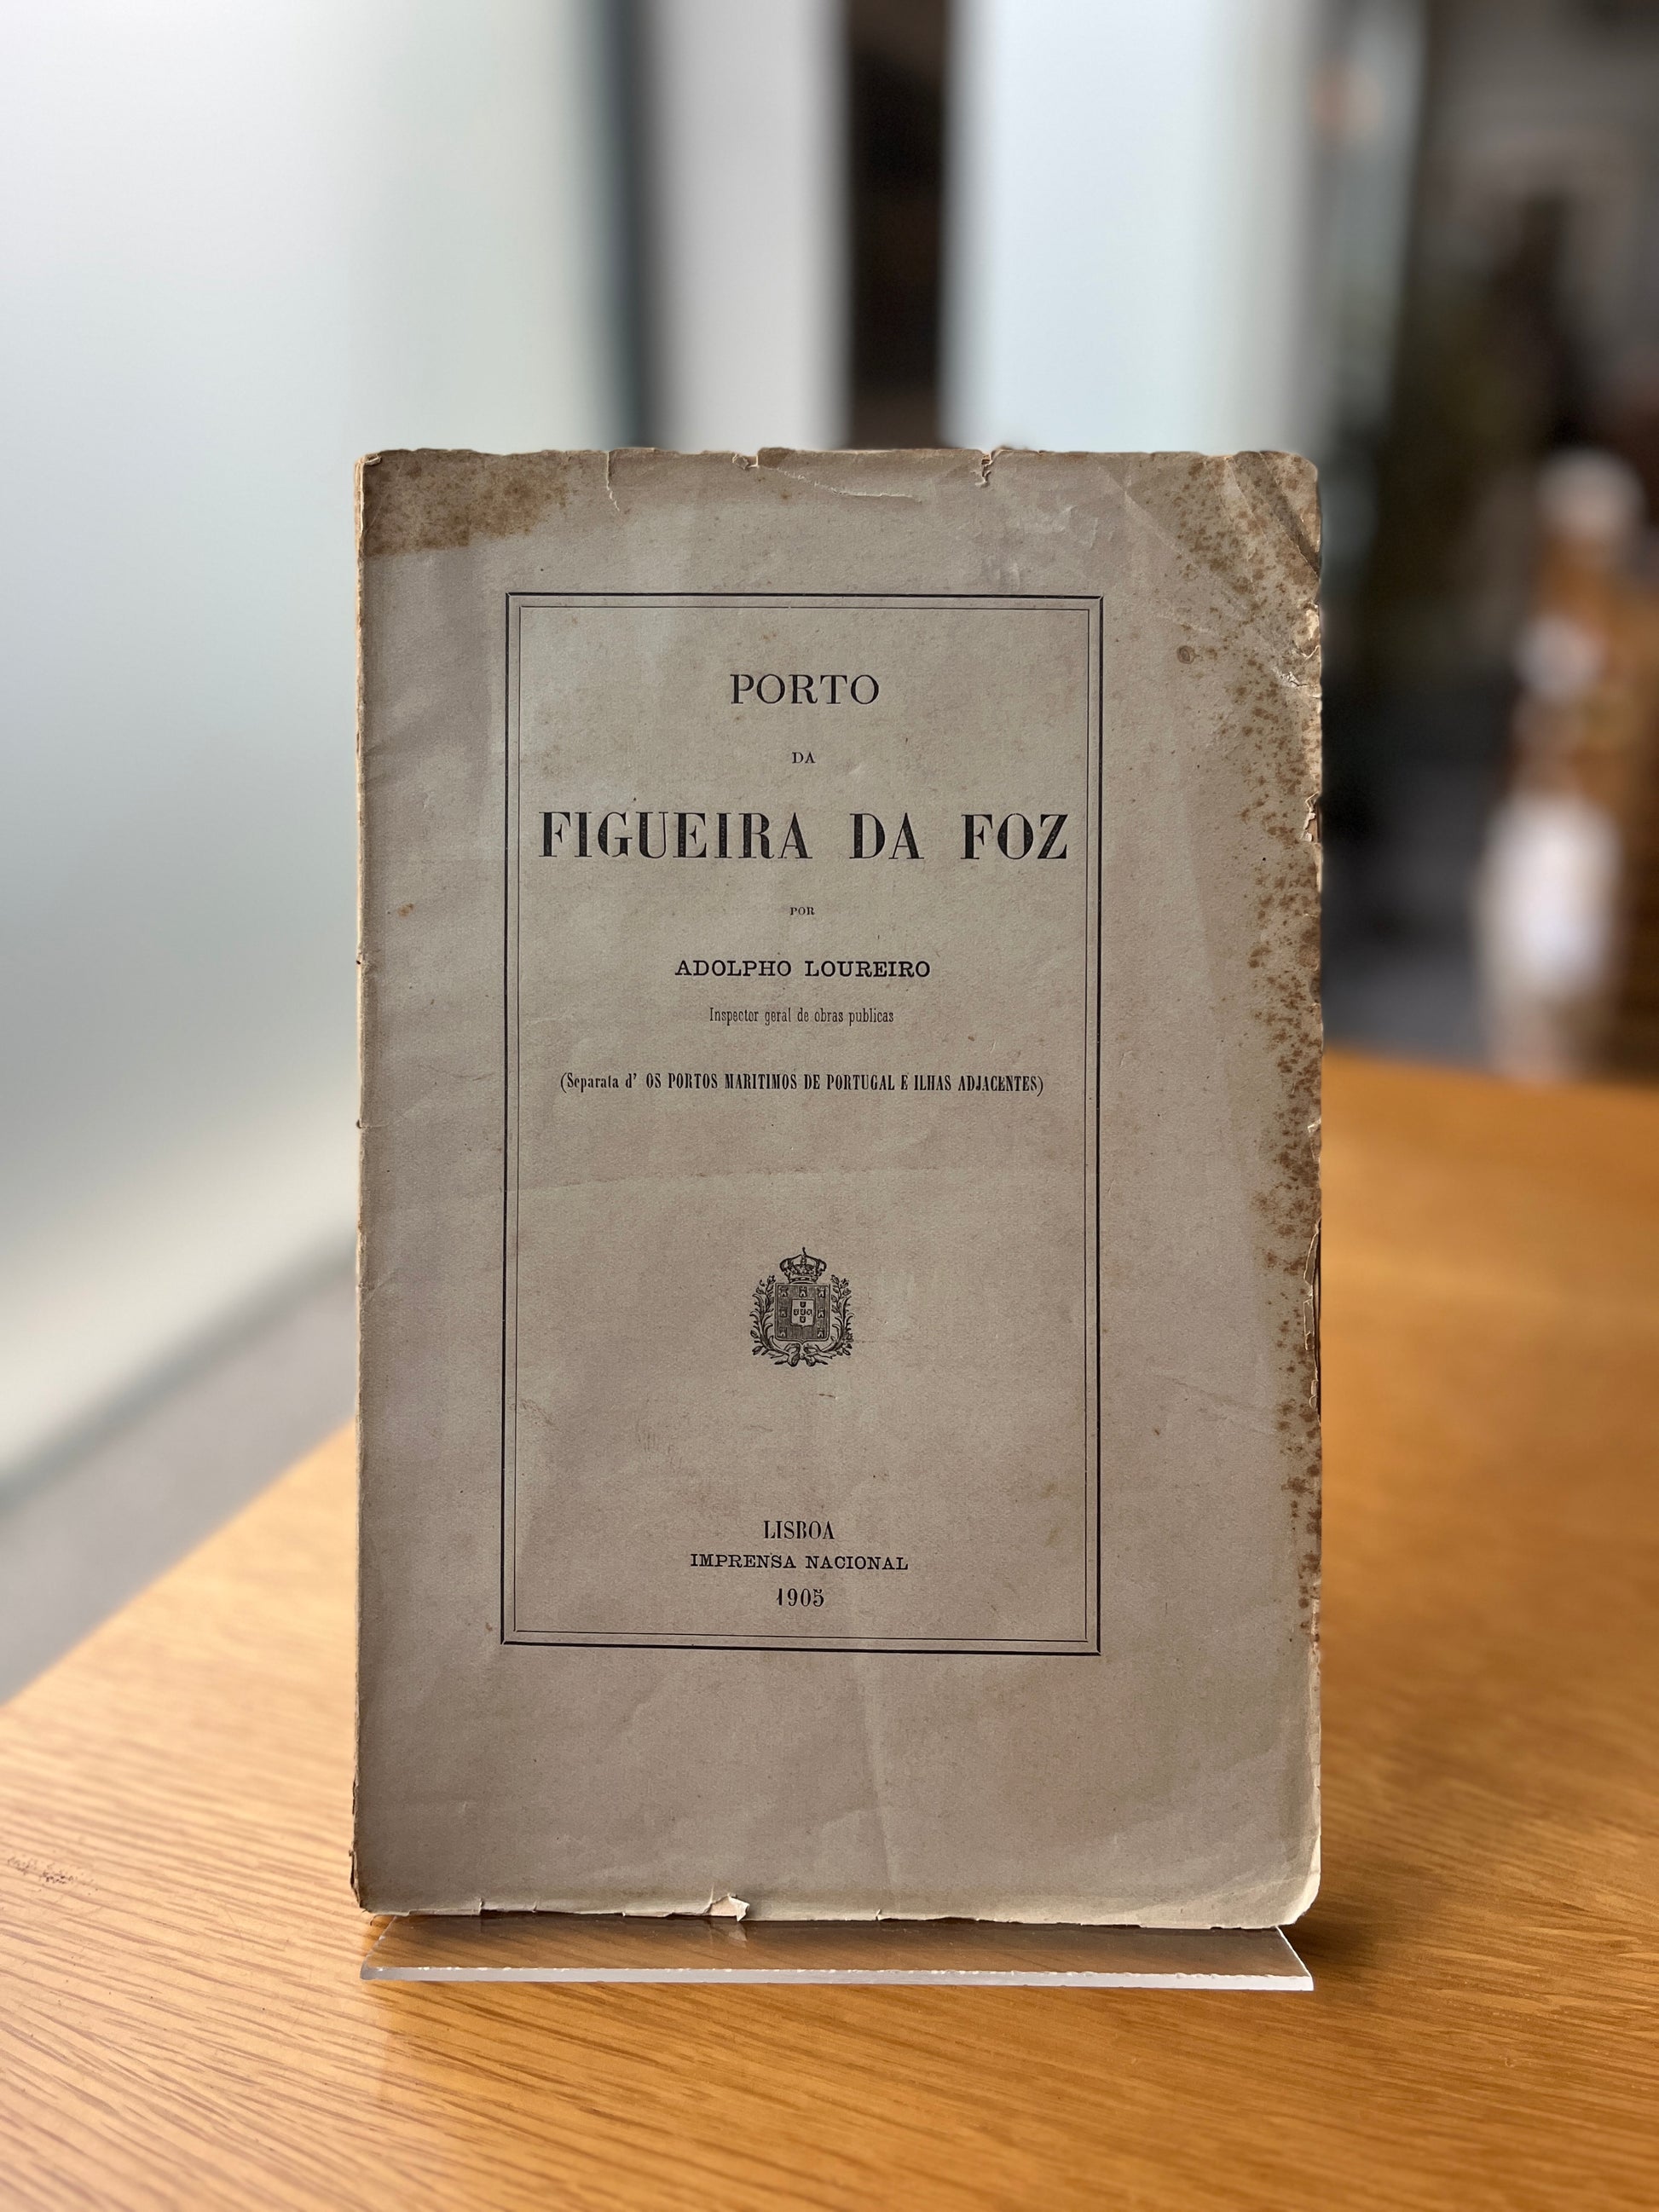 PORTO
DA
FIGUEIRA DA FOZ
POR
ADOLPHO LOUREIRO
Inspector geral de obras publicas
(Separata d' OS PORTOS MARITIMOS DE PORTUGAL E ILHAS ADJACENTES)
LISBOA
IMPRENSA NACIONAL
1905